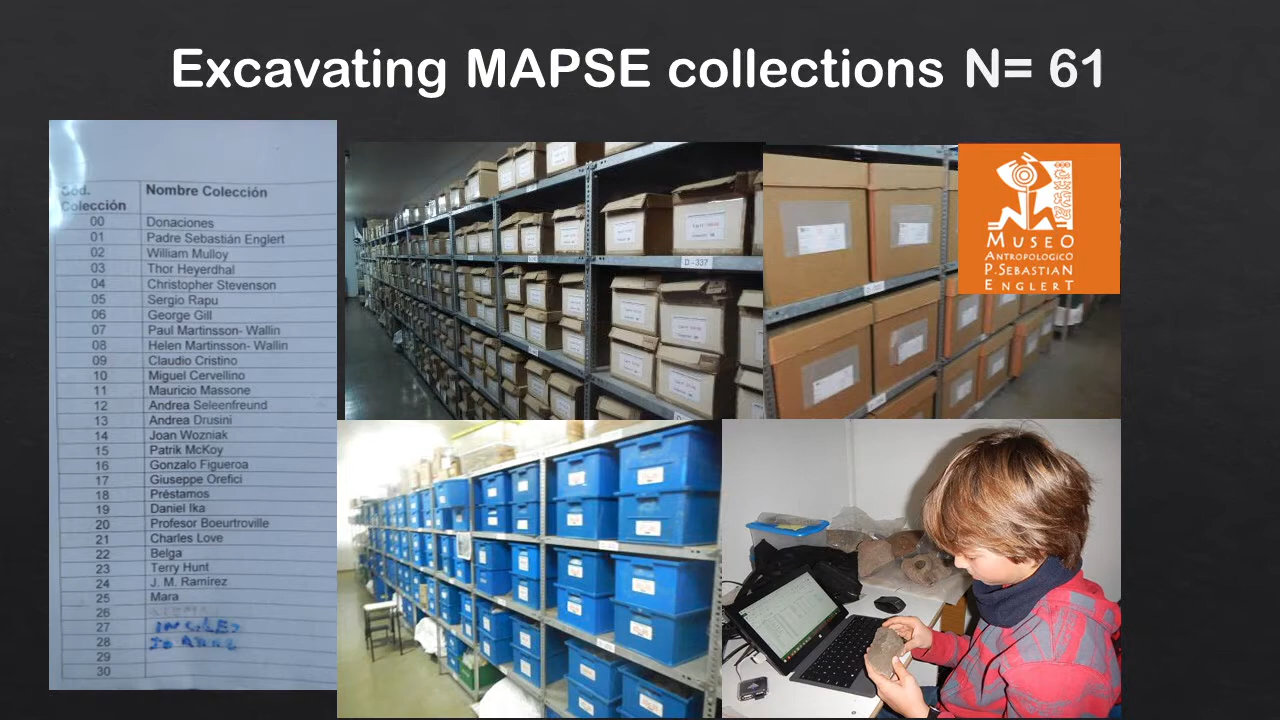 Excavating MAPSE collections N= 61
Cod. Colección Nombre Colección
00 Donaciones
01 Padre Sebastián Englert
02 William Mulloy
03 Thor Heyerdhal
04 Christopher Stevenson
05 Sergio Rapu
06 George Gill
07 Paul Martinsson- Wallin
08 Helen Martinsson- Wallin
09 Claudio Cristino
10 Miguel Cervellino
11 Mauricio Massone
12 Andrea Seleenfreund
13 Andrea Drusini
14 Joan Wozniak
15 Patrik McKoy
16 Gonzalo Figueroa
17 Giuseppe Orefici
18 Préstamos
19 Daniel Ika
20 Profesor Boeurtroville
21 Charles Love
22 Belga
23 Terry Hunt
24 J. M. Ramírez
25 Mara
26
27
28
29
30
D -337
MUSEO
ANTROPOLOGICO
P.SEBASTIAN
ENGLERT